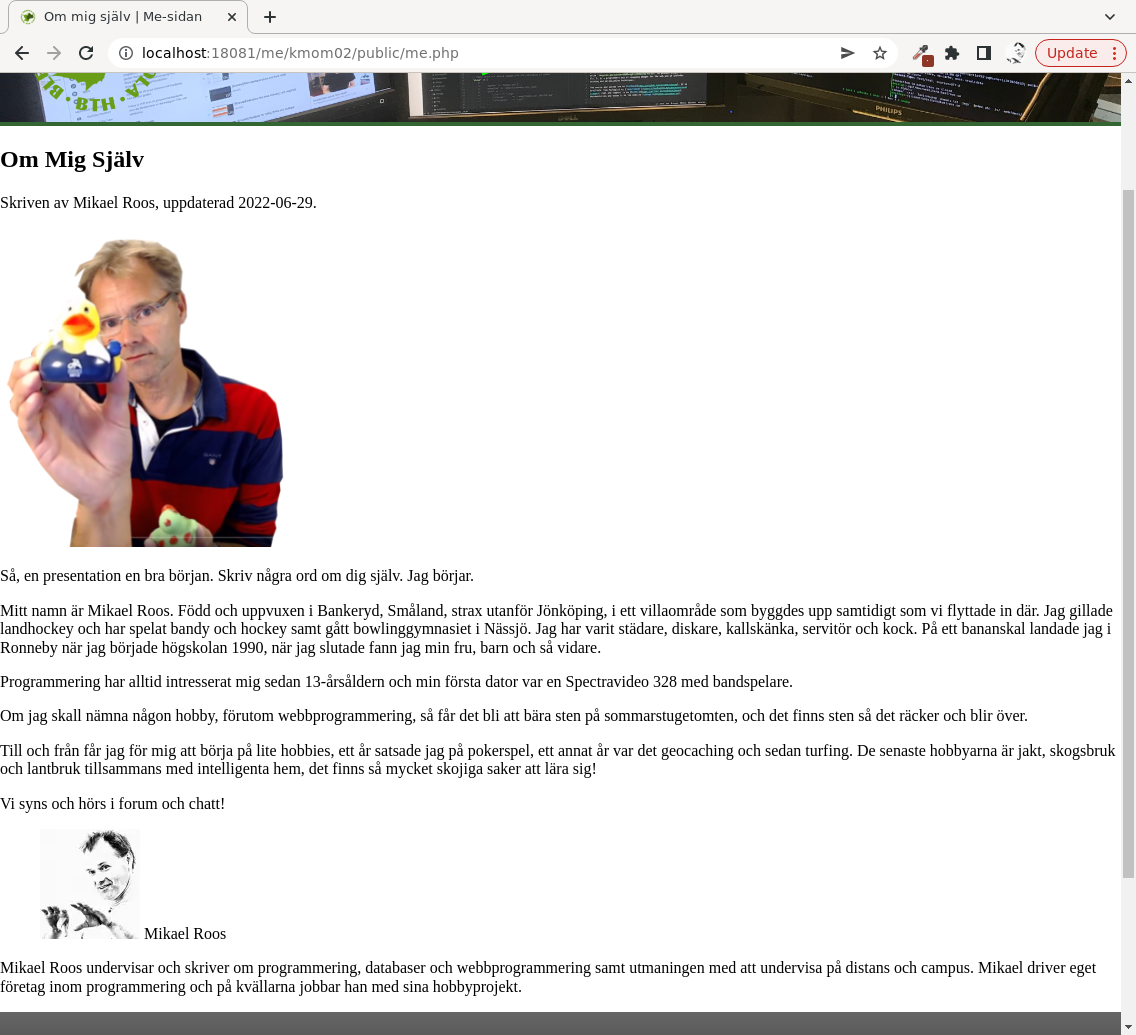 Om mig själv | Me-sidan
localhost:18081/me/kmom02/public/me.php
Update
BI · BTH · LA
DELL
PHILIPS
Om Mig Själv
Skriven av Mikael Roos, uppdaterad 2022-06-29.
GANT
Så, en presentation en bra början. Skriv några ord om dig själv. Jag börjar.
Mitt namn är Mikael Roos. Född och uppvuxen i Bankeryd, Småland, strax utanför Jönköping, i ett villaområde som byggdes upp samtidigt som vi flyttade in där. Jag gillade
landhockey och har spelat bandy och hockey samt gått bowlinggymnasiet i Nässjö. Jag har varit städare, diskare, kallskänka, servitör och kock. På ett bananskal landade jag i
Ronneby när jag började högskolan 1990, när jag slutade fann jag min fru, barn och så vidare.
Programmering har alltid intresserat mig sedan 13-årsåldern och min första dator var en Spectravideo 328 med bandspelare.
Om jag skall nämna någon hobby, förutom webbprogrammering, så får det bli att bära sten på sommarstugetomten, och det finns sten så det räcker och blir över.
Till och från får jag för mig att börja på lite hobbies, ett år satsade jag på pokerspel, ett annat år var det geocaching och sedan turfing. De senaste hobbyarna är jakt, skogsbruk
och lantbruk tillsammans med intelligenta hem, det finns så mycket skojiga saker att lära sig!
Vi syns och hörs i forum och chatt!
Mikael Roos
Mikael Roos undervisar och skriver om programmering, databaser och webbprogrammering samt utmaningen med att undervisa på distans och campus. Mikael driver eget
företag inom programmering och på kvällarna jobbar han med sina hobbyprojekt.